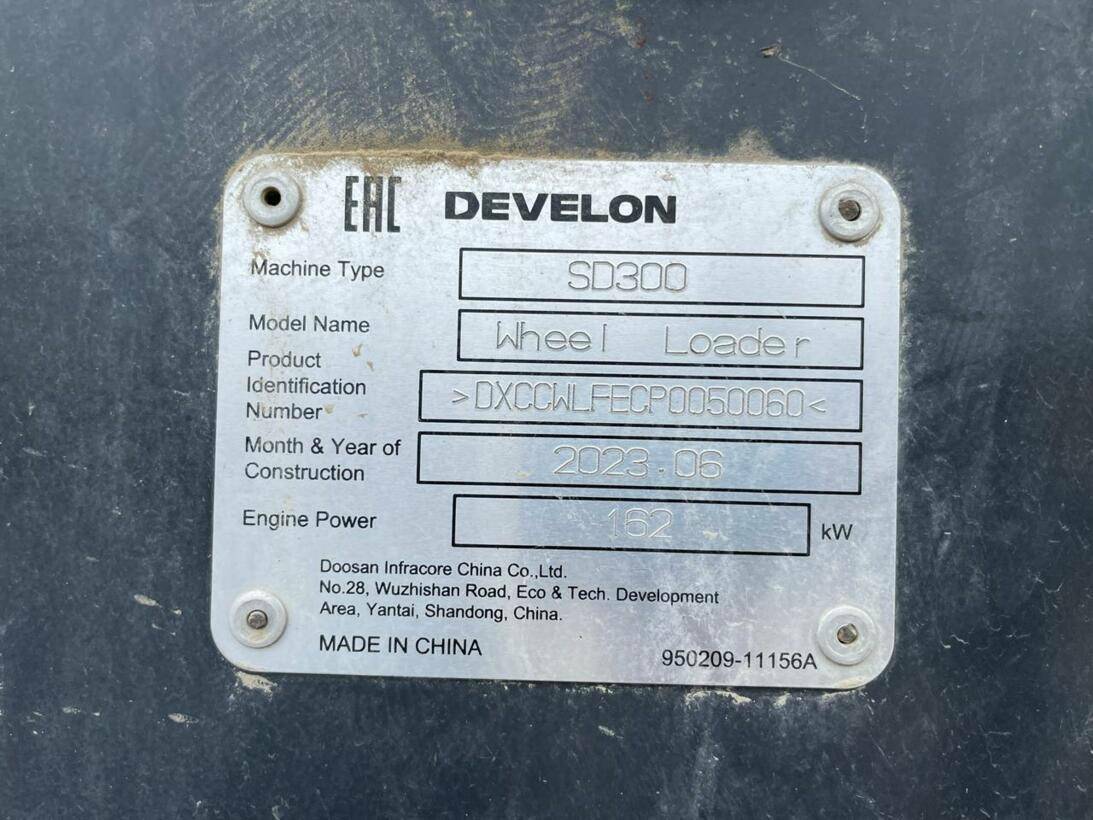 EAC DEVELON
Machine Type SD300
Model Name Wheel Loader
Product
Identification
Number >DXCCWLFECP0050060<
Month & Year of
Construction 2023.06
Engine Power 162 kW
Doosan Infracore China Co.,Ltd.
No.28, Wuzhishan Road, Eco & Tech. Development
Area, Yantai, Shandong, China.
MADE IN CHINA 950209-11156A